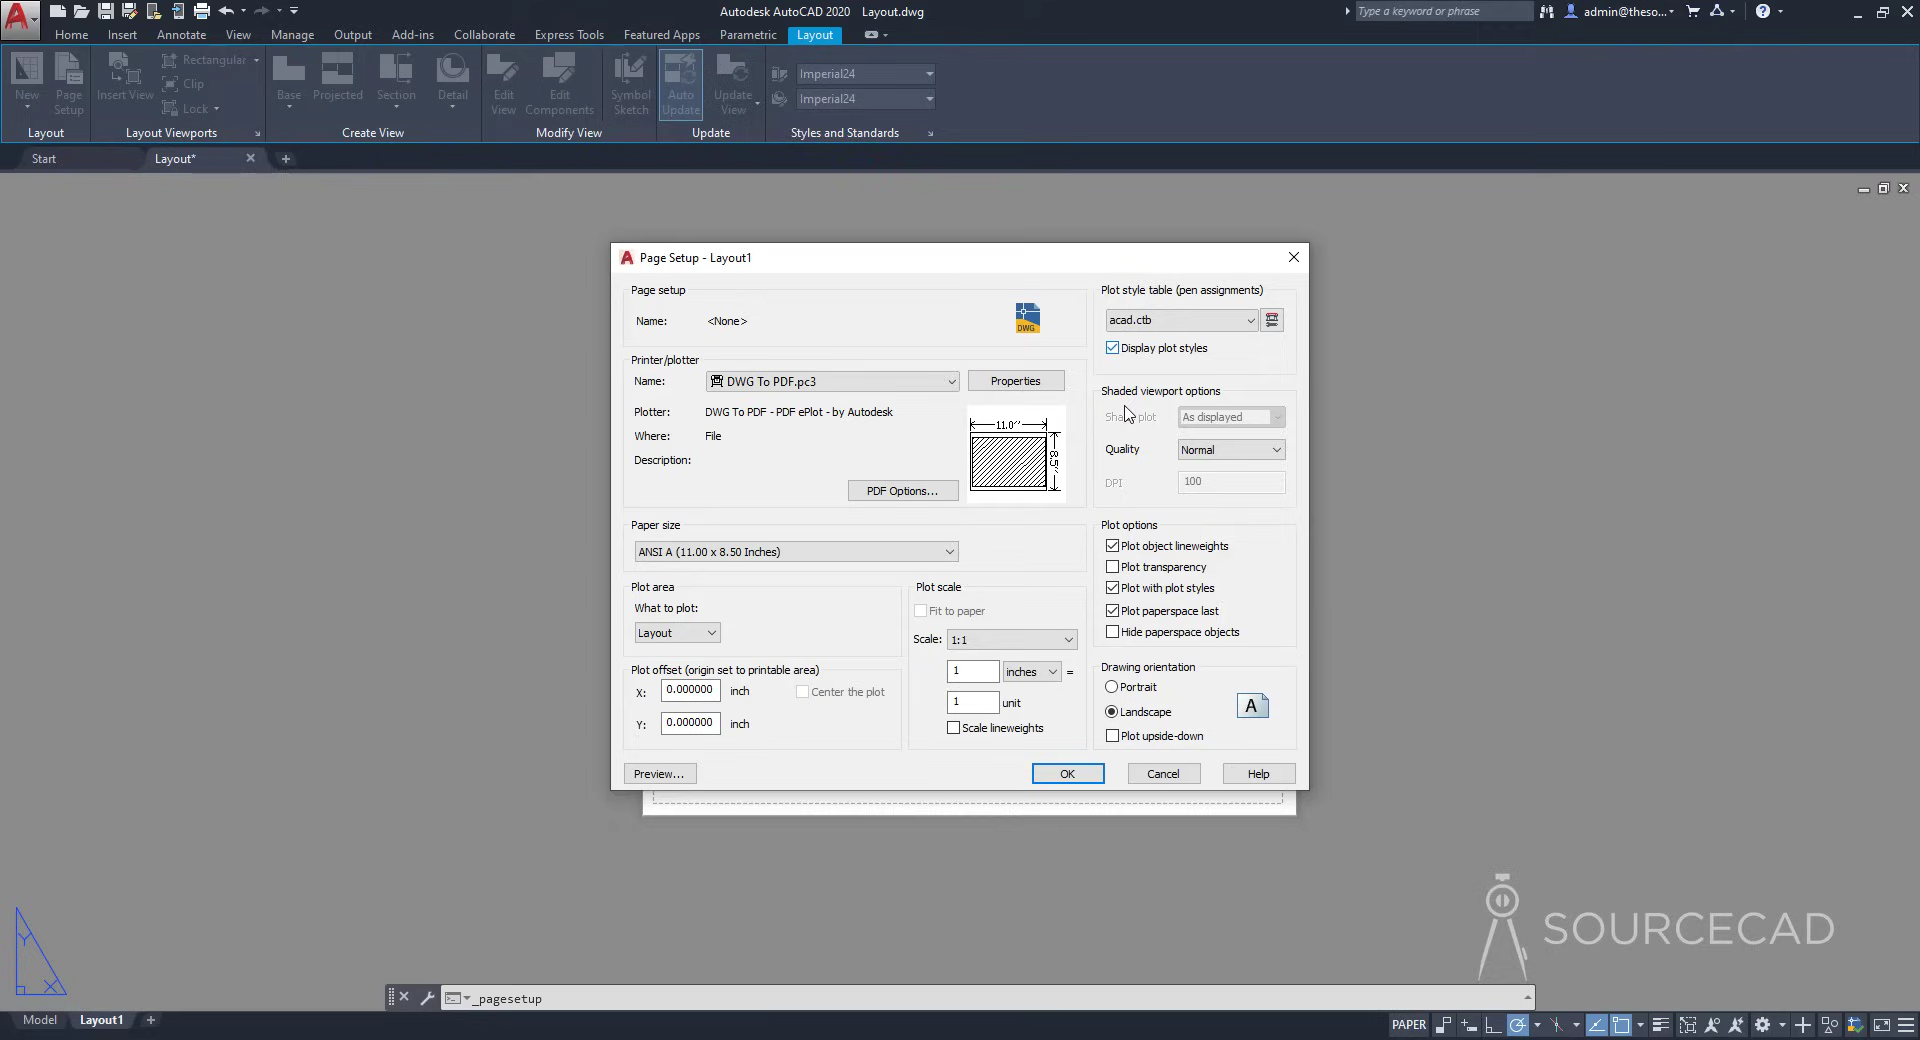 Autodesk AutoCAD 2020 Layout.dwg
Type a keyword or phrase
admin@theso...
Home Insert Annotate View Manage Output Add-ins Collaborate Express Tools Featured Apps Parametric Layout
New
Page Setup
Layout
Insert View
Rectangular
Clip
Lock
Layout Viewports
Base
Projected
Section
Detail
Create View
Edit View
Edit Components
Symbol Sketch
Modify View
Auto Update
Update View
Update
Imperial24
Imperial24
Styles and Standards
Start
Layout*
Page Setup - Layout1
Page setup
Name: <None>
DWG
Printer/plotter
Name: DWG To PDF.pc3
Properties
Plotter: DWG To PDF - PDF ePlot - by Autodesk
Where: File
Description:
11.0''
8.5''
PDF Options...
Paper size
ANSI A (11.00 x 8.50 Inches)
Plot area
What to plot:
Layout
Plot offset (origin set to printable area)
X: 0.000000 inch
Center the plot
Y: 0.000000 inch
Plot scale
Fit to paper
Scale: 1:1
1 inches =
1 unit
Scale lineweights
Plot style table (pen assignments)
acad.ctb
Display plot styles
Shaded viewport options
plot As displayed
Quality Normal
DPI 100
Plot options
Plot object lineweights
Plot transparency
Plot with plot styles
Plot paperspace last
Hide paperspace objects
Drawing orientation
Portrait
Landscape
A
Plot upside-down
Preview...
OK
Cancel
Help
SOURCECAD
Y
X
_pagesetup
Model Layout1
PAPER